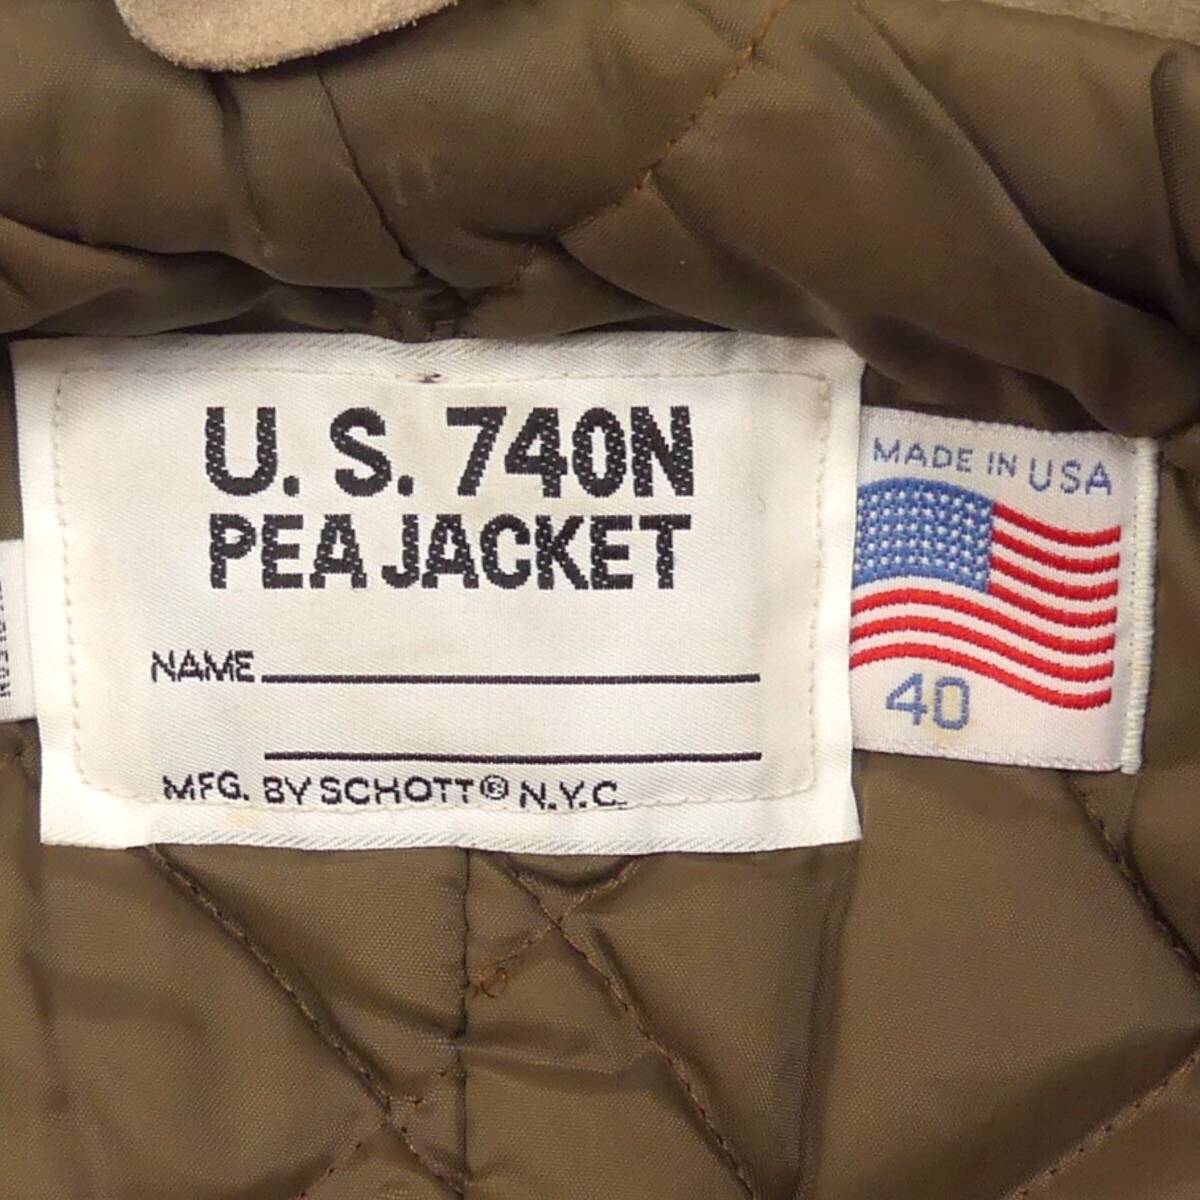 U. S. 740N
PEA JACKET
NAME
MFG. BY SCHOTT® N.Y.C.
MADE IN USA
40